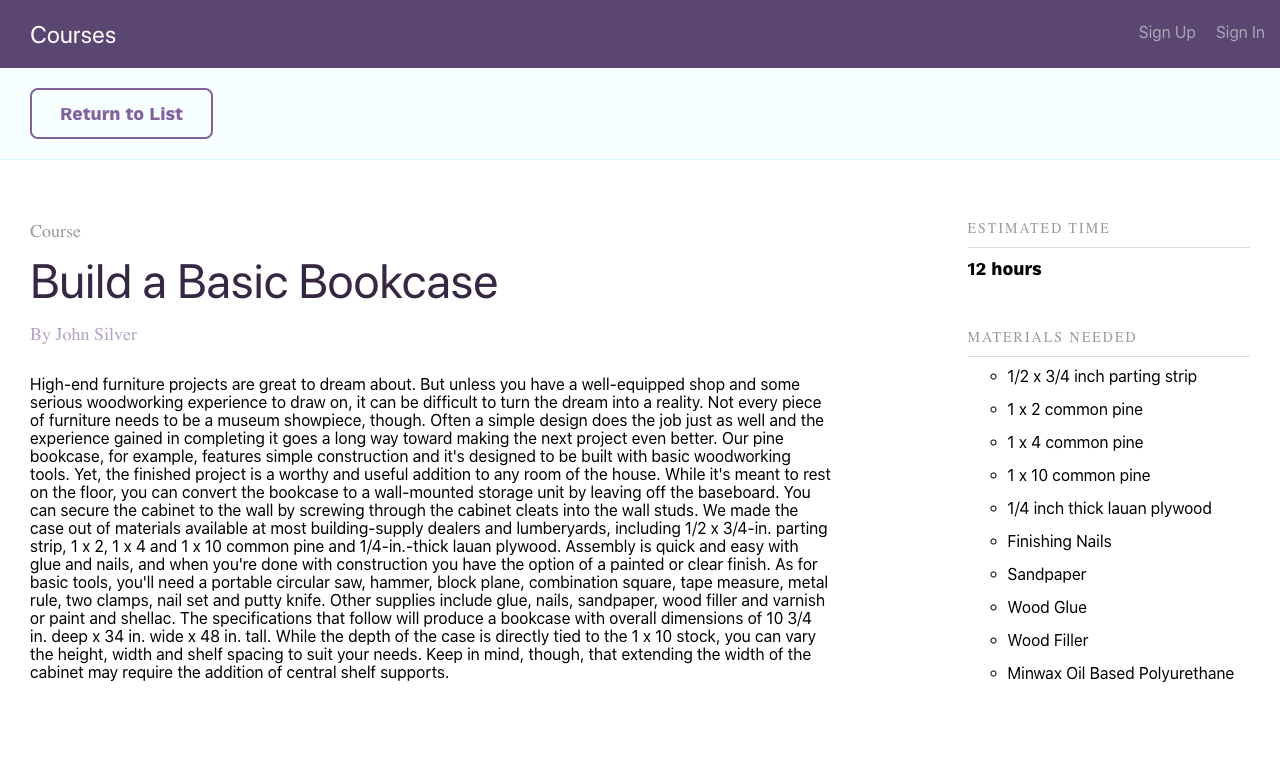 Courses
Sign Up
Sign In
Return to List
Course
Build a Basic Bookcase
By John Silver
High-end furniture projects are great to dream about. But unless you have a well-equipped shop and some
serious woodworking experience to draw on, it can be difficult to turn the dream into a reality. Not every piece
of furniture needs to be a museum showpiece, though. Often a simple design does the job just as well and the
experience gained in completing it goes a long way toward making the next project even better. Our pine
bookcase, for example, features simple construction and it's designed to be built with basic woodworking
tools. Yet, the finished project is a worthy and useful addition to any room of the house. While it's meant to rest
on the floor, you can convert the bookcase to a wall-mounted storage unit by leaving off the baseboard. You
can secure the cabinet to the wall by screwing through the cabinet cleats into the wall studs. We made the
case out of materials available at most building-supply dealers and lumberyards, including 1/2 x 3/4-in. parting
strip, 1 x 2, 1 x 4 and 1 x 10 common pine and 1/4-in.-thick lauan plywood. Assembly is quick and easy with
glue and nails, and when you're done with construction you have the option of a painted or clear finish. As for
basic tools, you'll need a portable circular saw, hammer, block plane, combination square, tape measure, metal
rule, two clamps, nail set and putty knife. Other supplies include glue, nails, sandpaper, wood filler and varnish
or paint and shellac. The specifications that follow will produce a bookcase with overall dimensions of 10 3/4
in. deep x 34 in. wide x 48 in. tall. While the depth of the case is directly tied to the 1 x 10 stock, you can vary
the height, width and shelf spacing to suit your needs. Keep in mind, though, that extending the width of the
cabinet may require the addition of central shelf supports.
ESTIMATED TIME
12 hours
MATERIALS NEEDED
1/2 x 3/4 inch parting strip
1 x 2 common pine
1 x 4 common pine
1 x 10 common pine
1/4 inch thick lauan plywood
Finishing Nails
Sandpaper
Wood Glue
Wood Filler
Minwax Oil Based Polyurethane